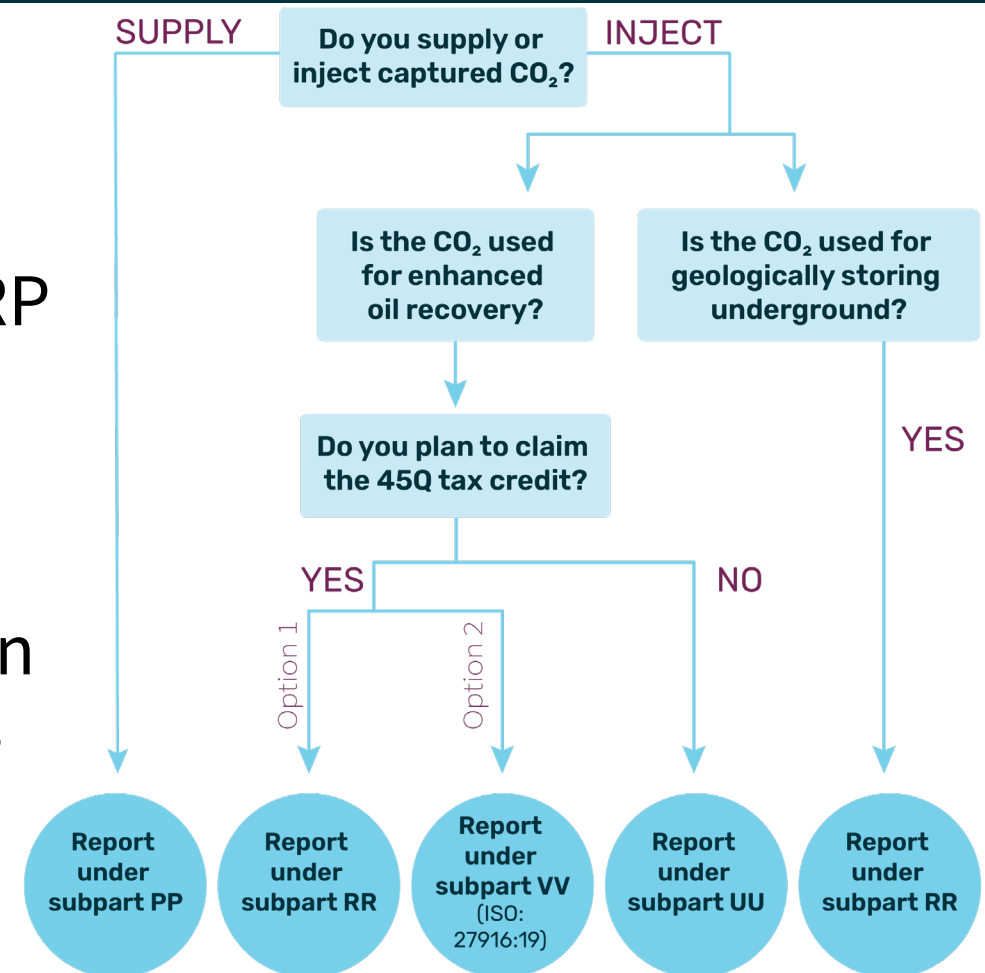 SUPPLY
Do you supply or
inject captured CO₂?
INJECT
RP
Is the CO₂ used
for enhanced
oil recovery?
Is the CO₂ used for
geologically storing
underground?
Do you plan to claim
the 45Q tax credit?
YES
YES
NO
n
Option 1
Option 2
Report
under
subpart PP
Report
under
subpart RR
Report
under
subpart VV
(ISO:
27916:19)
Report
under
subpart UU
Report
under
subpart RR